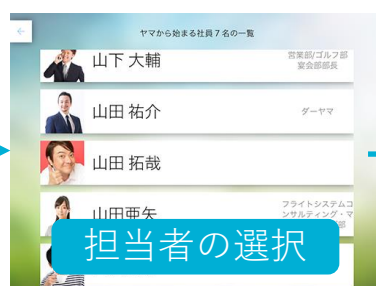 ヤマから始まる社員7名の一覧
山下 大輔
営業部/ゴルフ部
宴会部部長
山田 祐介
ダーヤマ
山田 拓哉
山田亜矢
フライトシステムコ
ンサルティング・マ
担当者の選択